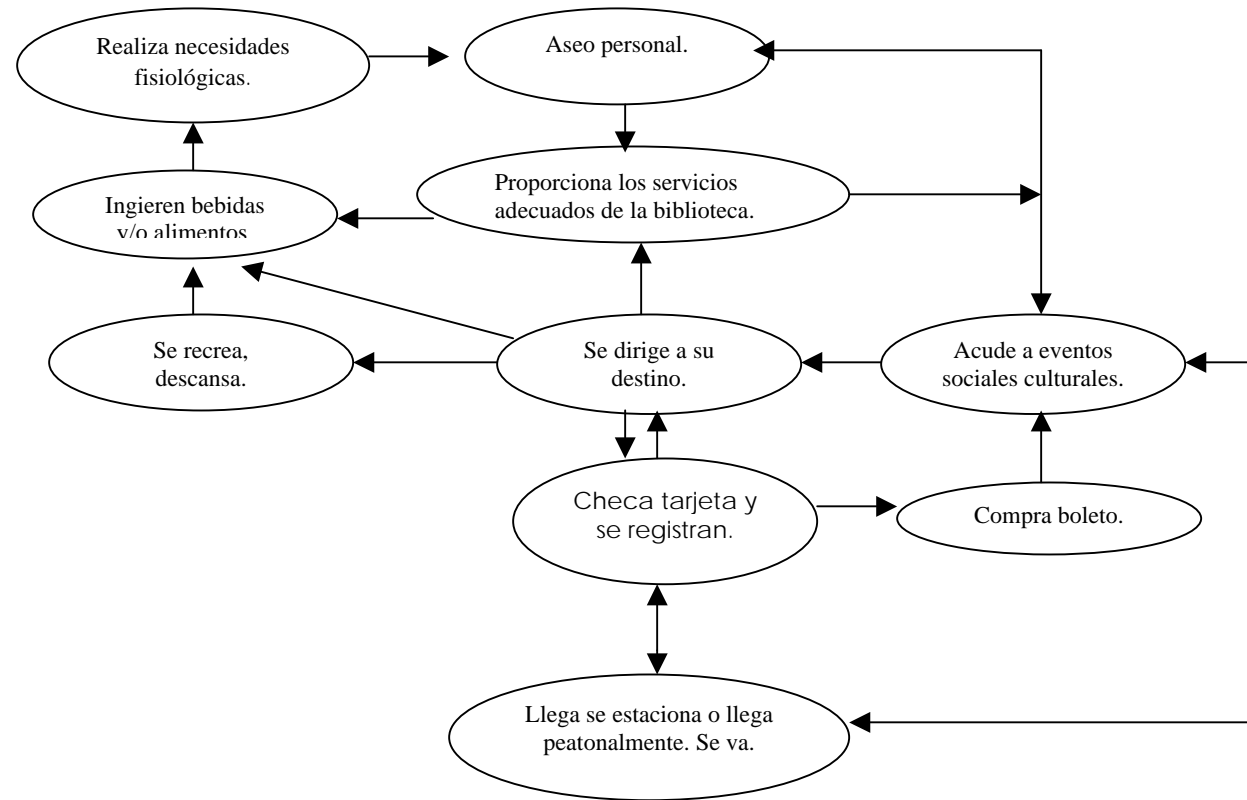 Realiza necesidades
fisiológicas.
Aseo personal.
Proporciona los servicios
adecuados de la biblioteca.
Ingieren bebidas
y/o alimentos
Se recrea,
descansa.
Se dirige a su
destino.
Acude a eventos
sociales culturales.
Checa tarjeta y
se registran.
Compra boleto.
Llega se estaciona o llega
peatonalmente. Se va.